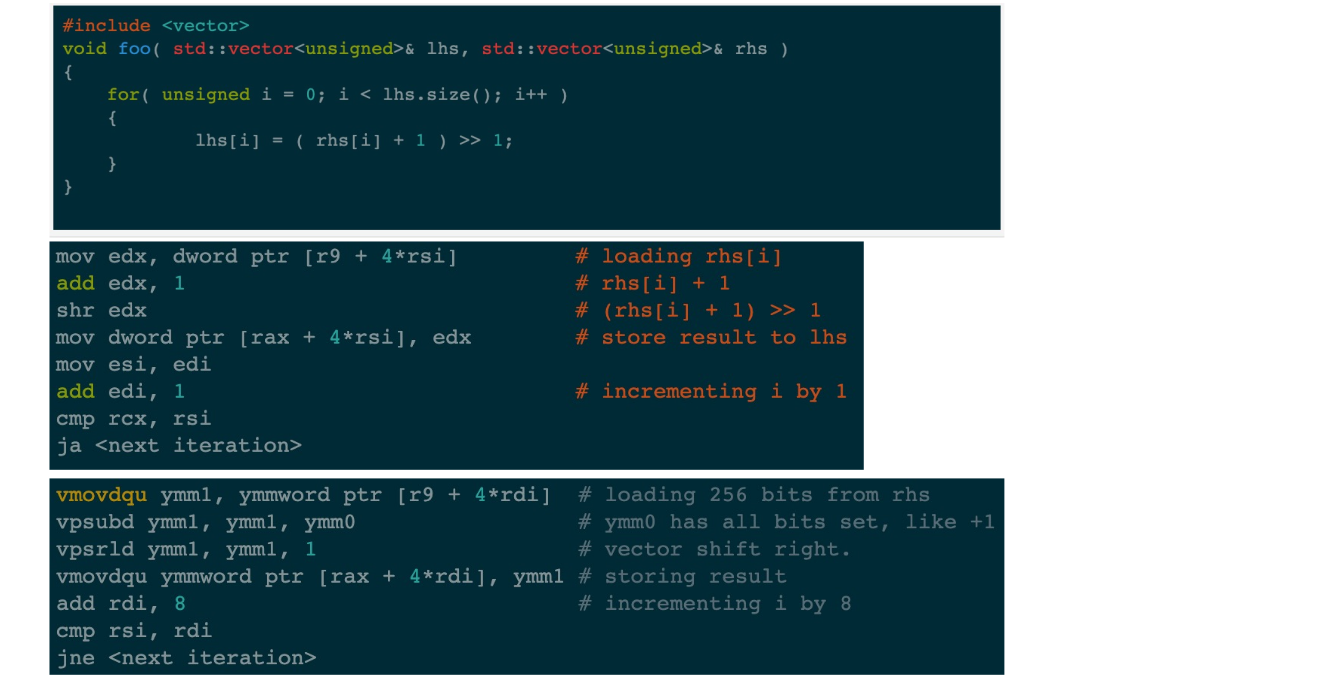 #include <vector>
void foo( std::vector<unsigned>& lhs, std::vector<unsigned>& rhs )
{
    for( unsigned i = 0; i < lhs.size(); i++ )
    {
            lhs[i] = ( rhs[i] + 1 ) >> 1;
    }
}
mov edx, dword ptr [r9 + 4*rsi]         # loading rhs[i]
add edx, 1                              # rhs[i] + 1
shr edx                                 # (rhs[i] + 1) >> 1
mov dword ptr [rax + 4*rsi], edx        # store result to lhs
mov esi, edi
add edi, 1                              # incrementing i by 1
cmp rcx, rsi
ja <next iteration>
vmovdqu ymm1, ymmword ptr [r9 + 4*rdi]  # loading 256 bits from rhs
vpsubd ymm1, ymm1, ymm0                 # ymm0 has all bits set, like +1
vpsrld ymm1, ymm1, 1                    # vector shift right.
vmovdqu ymmword ptr [rax + 4*rdi], ymm1 # storing result
add rdi, 8                              # incrementing i by 8
cmp rsi, rdi
jne <next iteration>